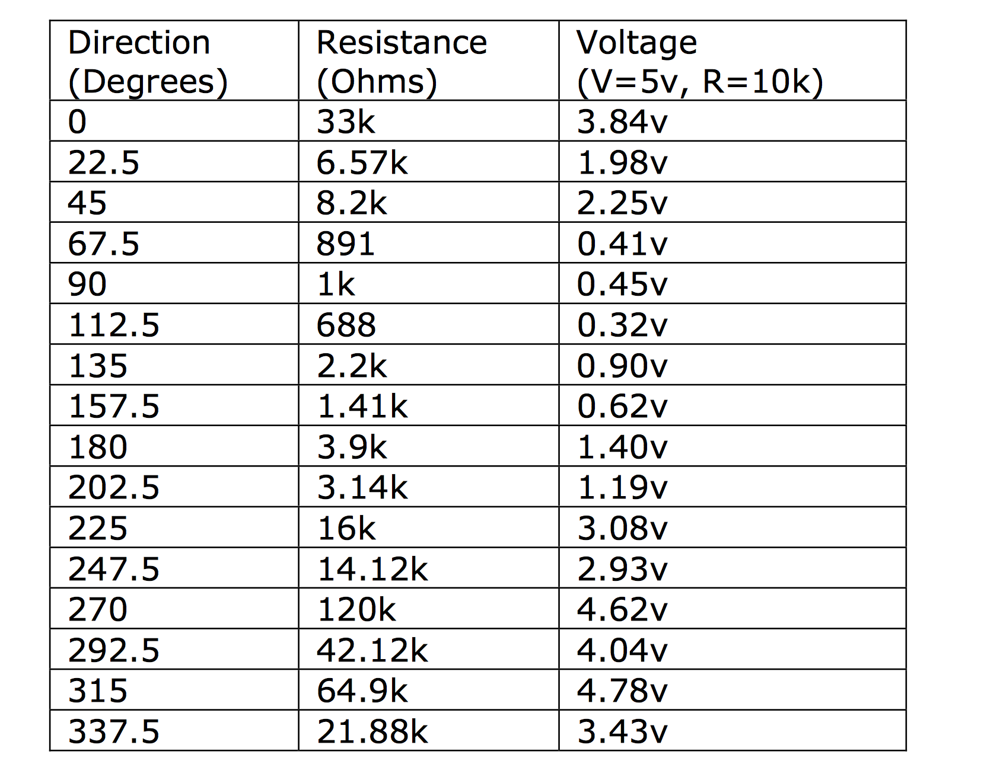 Direction (Degrees) Resistance (Ohms) Voltage (V=5v, R=10k)
0 33k 3.84v
22.5 6.57k 1.98v
45 8.2k 2.25v
67.5 891 0.41v
90 1k 0.45v
112.5 688 0.32v
135 2.2k 0.90v
157.5 1.41k 0.62v
180 3.9k 1.40v
202.5 3.14k 1.19v
225 16k 3.08v
247.5 14.12k 2.93v
270 120k 4.62v
292.5 42.12k 4.04v
315 64.9k 4.78v
337.5 21.88k 3.43v